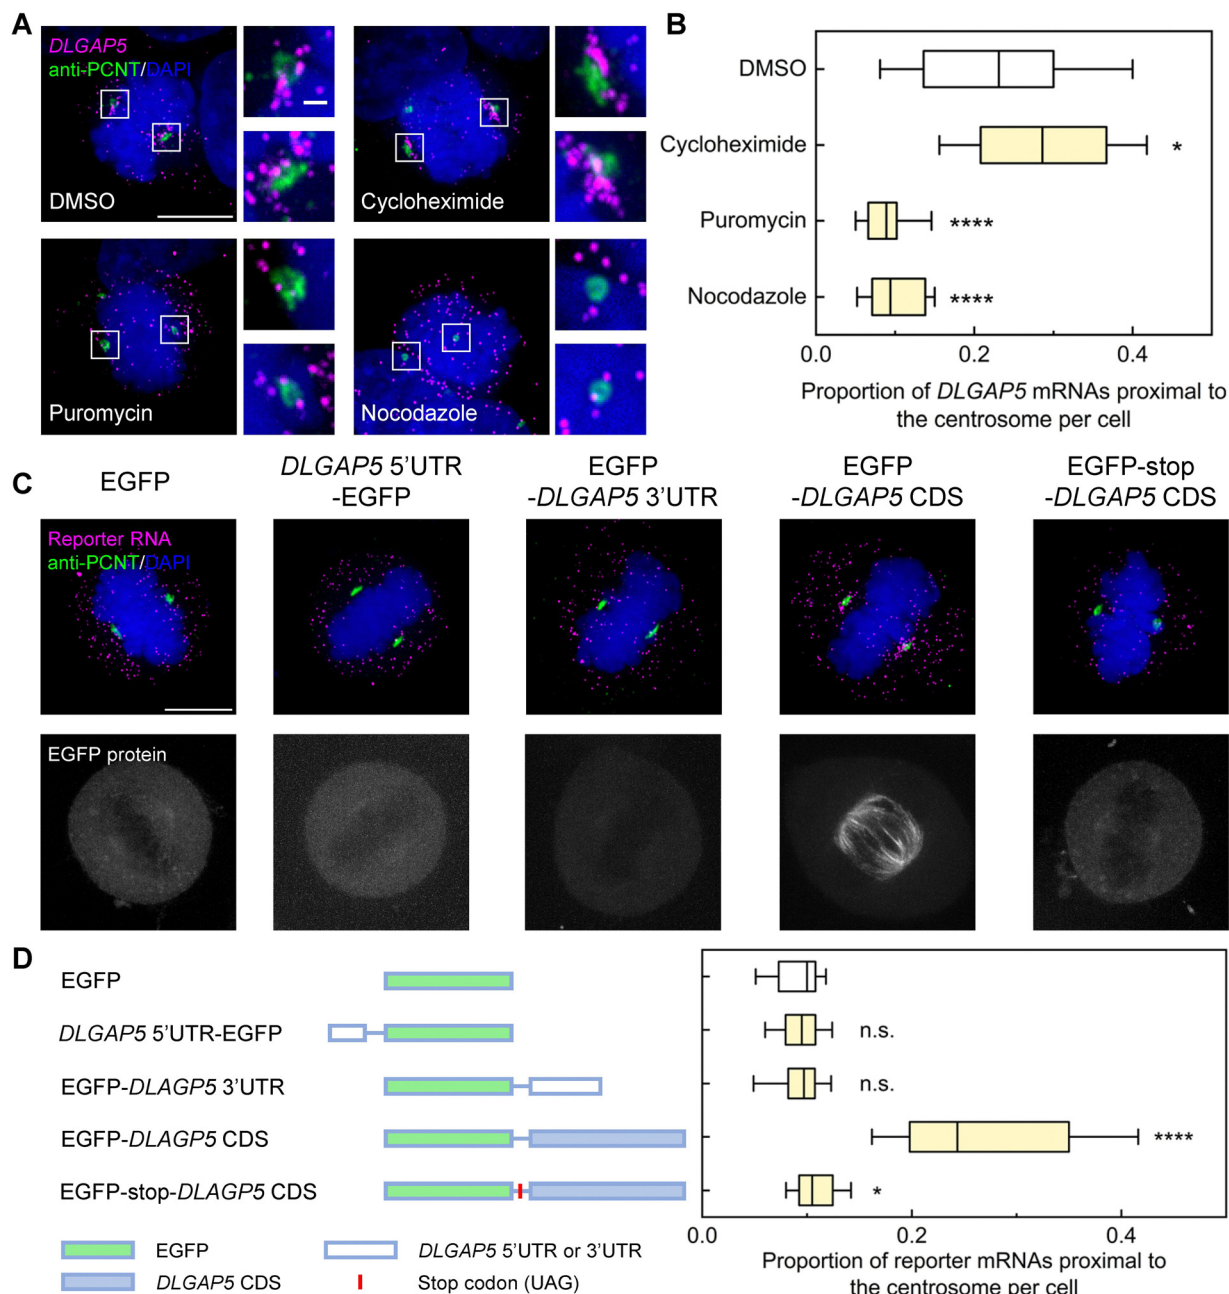 A
DLGAP5
anti-PCNT/DAPI
DMSO
Cycloheximide
Puromycin
Nocodazole
B
DMSO
Cycloheximide
*
Puromycin
****
Nocodazole
****
0.0
0.2
0.4
Proportion of DLGAP5 mRNAs proximal to
the centrosome per cell
C
EGFP
DLGAP5 5’UTR
-EGFP
EGFP
-DLGAP5 3’UTR
EGFP
-DLGAP5 CDS
EGFP-stop
-DLGAP5 CDS
Reporter RNA
anti-PCNT/DAPI
EGFP protein
D
EGFP
DLGAP5 5’UTR-EGFP
n.s.
EGFP-DLAGP5 3’UTR
n.s.
EGFP-DLAGP5 CDS
****
EGFP-stop-DLAGP5 CDS
*
EGFP
DLGAP5 5’UTR or 3’UTR
DLGAP5 CDS
Stop codon (UAG)
0.0
0.2
0.4
Proportion of reporter mRNAs proximal to
the centrosome per cell